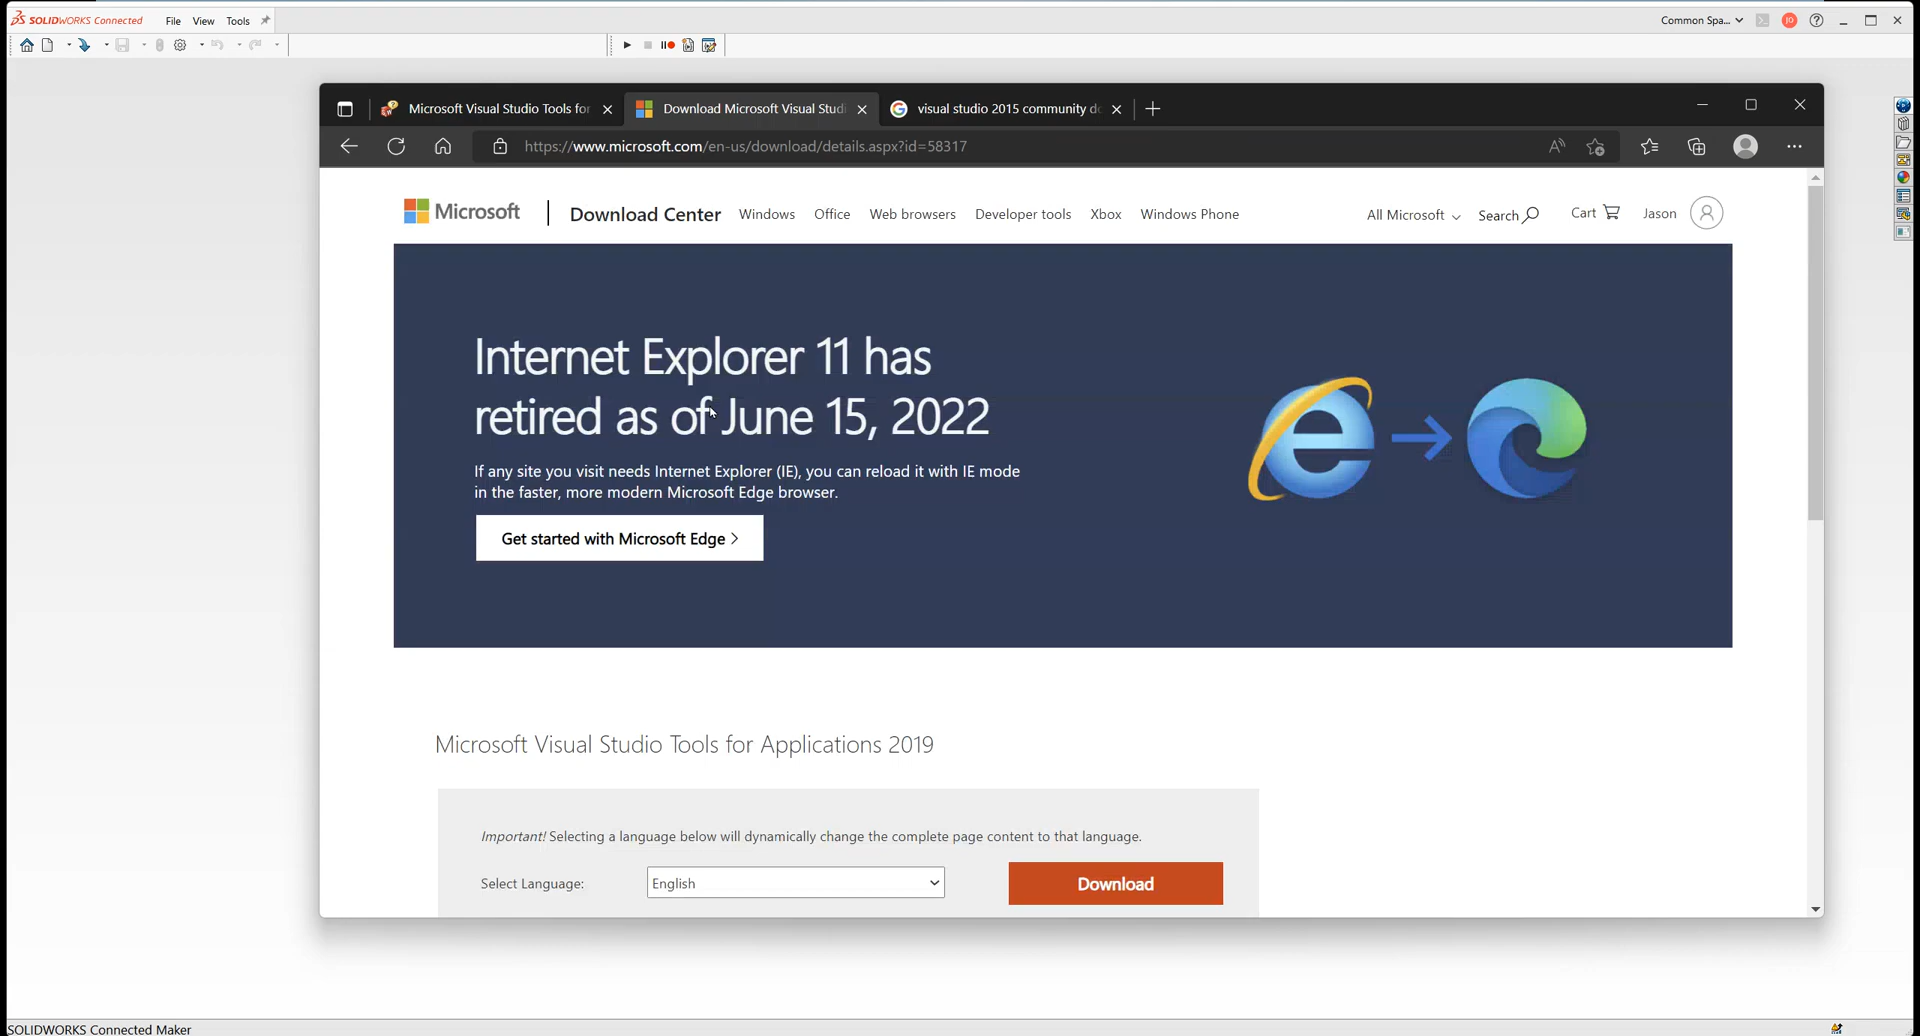 SOLIDWORKS Connected File View Tools
Common Spa...
JO
Microsoft Visual Studio Tools for
Download Microsoft Visual Studi
visual studio 2015 community do
https://www.microsoft.com/en-us/download/details.aspx?id=58317
Microsoft
Download Center Windows Office Web browsers Developer tools Xbox Windows Phone
All Microsoft Search Cart Jason
Internet Explorer 11 has
retired as of June 15, 2022
If any site you visit needs Internet Explorer (IE), you can reload it with IE mode
in the faster, more modern Microsoft Edge browser.
Get started with Microsoft Edge >
Microsoft Visual Studio Tools for Applications 2019
Important! Selecting a language below will dynamically change the complete page content to that language.
Select Language: English Download
SOLIDWORKS Connected Maker